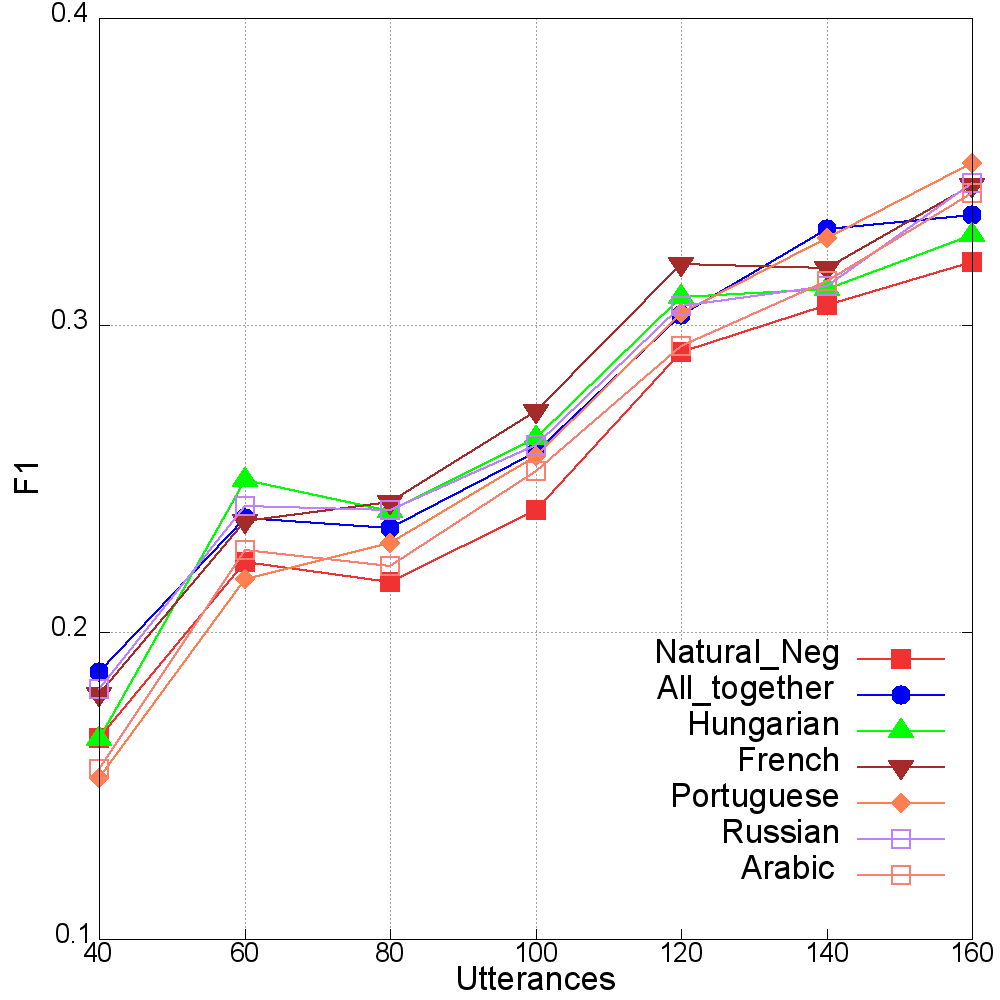 0.4
0.3
0.2
0.1
F1
Natural_Neg
All_together
Hungarian
French
Portuguese
Russian
Arabic
40 60 80 100 120 140 160
Utterances